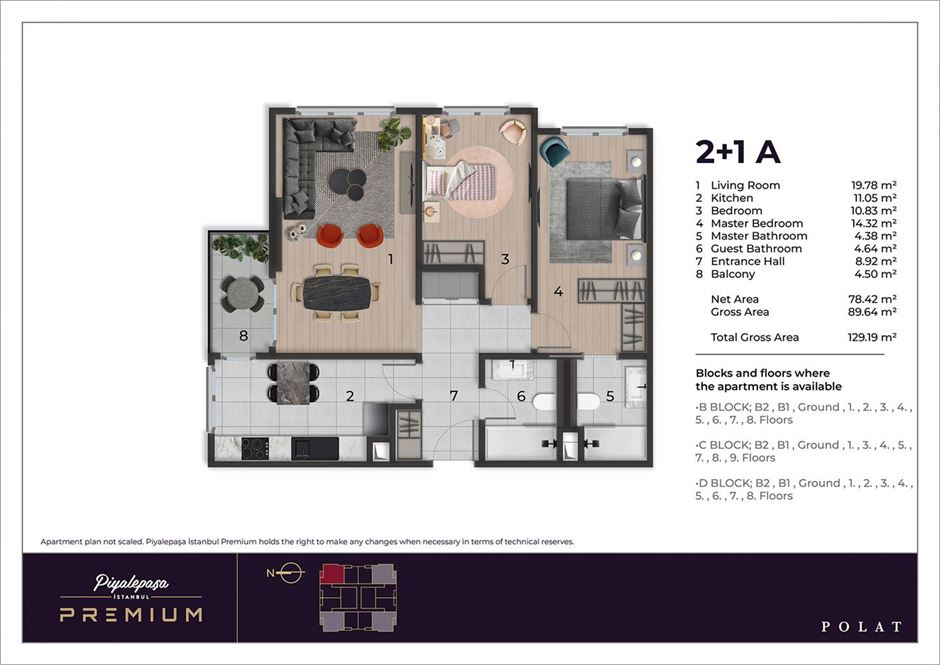 2+1 A
1 Living Room 19.78 m²
2 Kitchen 11.05 m²
3 Bedroom 10.83 m²
4 Master Bedroom 14.32 m²
5 Master Bathroom 4.38 m²
6 Guest Bathroom 4.64 m²
7 Entrance Hall 8.92 m²
8 Balcony 4.50 m²
Net Area 78.42 m²
Gross Area 89.64 m²
Total Gross Area 129.19 m²
Blocks and floors where
the apartment is available
•B BLOCK; B2 , B1 , Ground , 1. , 2. , 3. , 4. ,
5. , 6. , 7. , 8. Floors
•C BLOCK; B2 , B1 , Ground , 1. , 3. , 4. , 5. ,
7. , 8. , 9. Floors
•D BLOCK; B2 , B1 , Ground , 1. , 2. , 3. , 4. ,
5. , 6. , 7. , 8. Floors
1
3
4
8
2
7
6
5
Apartment plan not scaled. Piyalepaşa İstanbul Premium holds the right to make any changes when necessary in terms of technical reserves.
Piyalepaşa
İSTANBUL
PREMIUM
N
POLAT